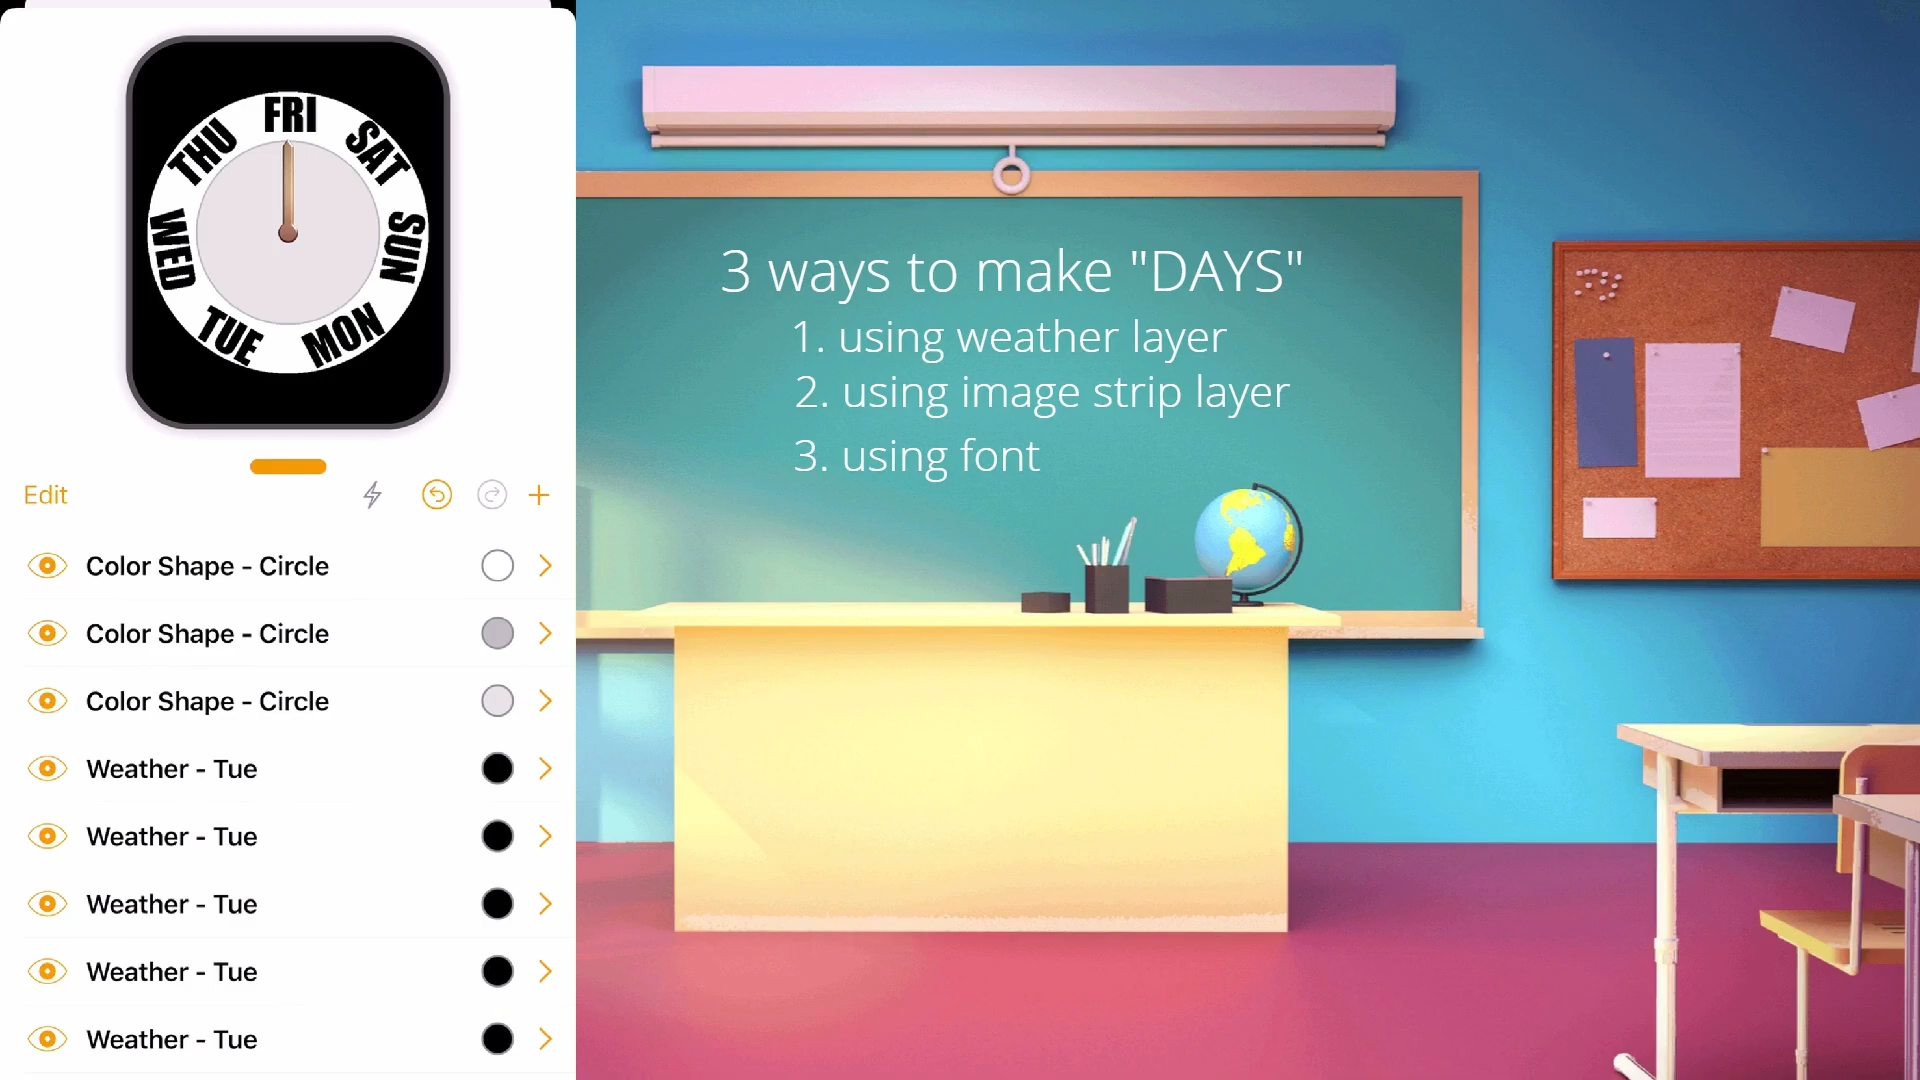 FRI
SAT
SUN
MON
TUE
WED
THU
Edit
Color Shape - Circle
Color Shape - Circle
Color Shape - Circle
Weather - Tue
Weather - Tue
Weather - Tue
Weather - Tue
Weather - Tue
3 ways to make "DAYS"
1. using weather layer
2. using image strip layer
3. using font